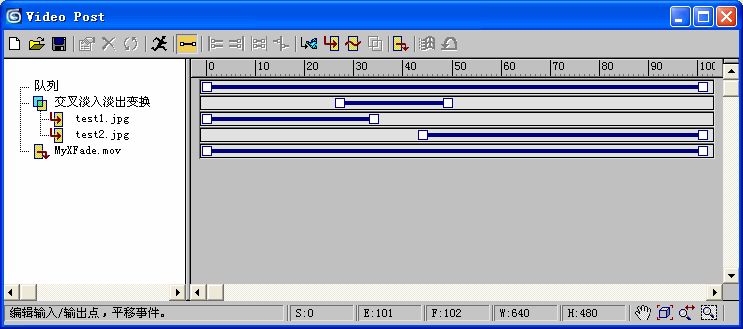 Video Post
0 10 20 30 40 50 60 70 80 90 100
队列
交叉淡入淡出变换
test1.jpg
test2.jpg
MyXFade.mov
编辑输入/输出点，平移事件。 S:0 E:101 F:102 W:640 H:480